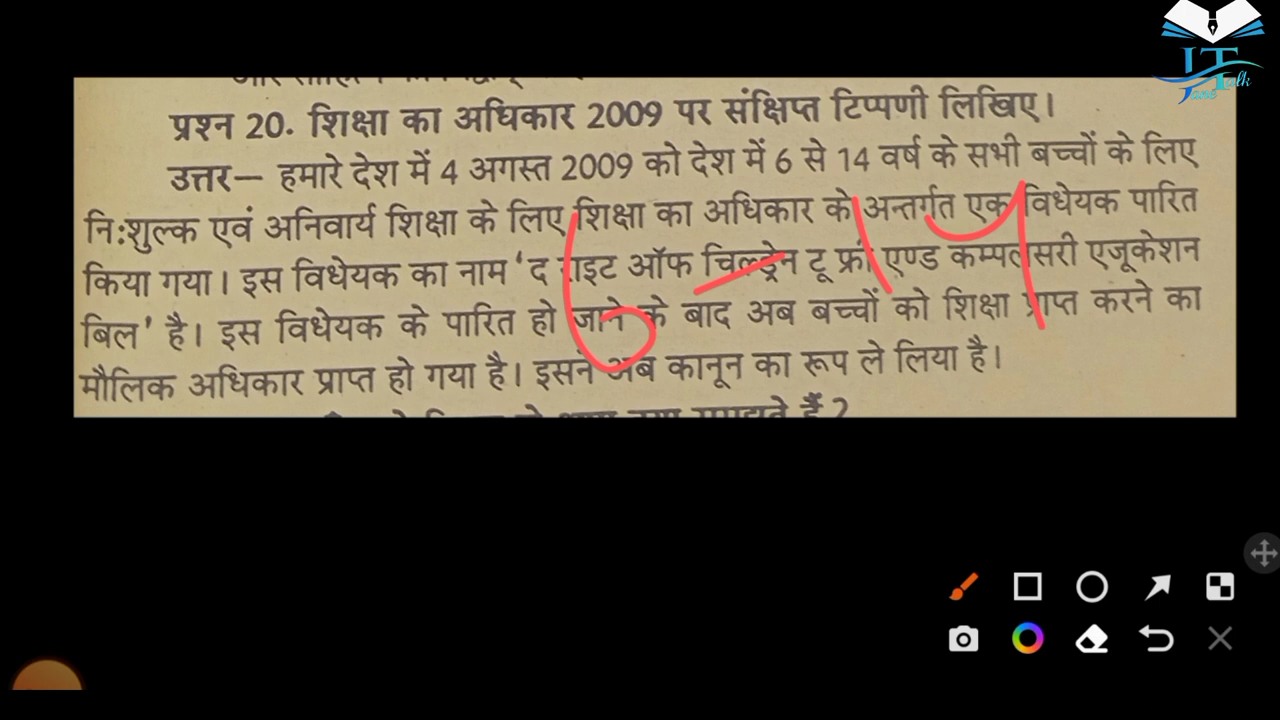 प्रश्न 20. शिक्षा का अधिकार 2009 पर संक्षिप्त टिप्पणी लिखिए।
उत्तर— हमारे देश में 4 अगस्त 2009 को देश में 6 से 14 वर्ष के सभी बच्चों के लिए
नि:शुल्क एवं अनिवार्य शिक्षा के लिए शिक्षा का अधिकार के अन्तर्गत एक विधेयक पारित
किया गया। इस विधेयक का नाम 'द राइट ऑफ चिल्ड्रेन टू फ्री एण्ड कम्पलसरी एजूकेशन
बिल' है। इस विधेयक के पारित हो जाने के बाद अब बच्चों को शिक्षा प्राप्त करने का
मौलिक अधिकार प्राप्त हो गया है। इसने अब कानून का रूप ले लिया है।
6-14